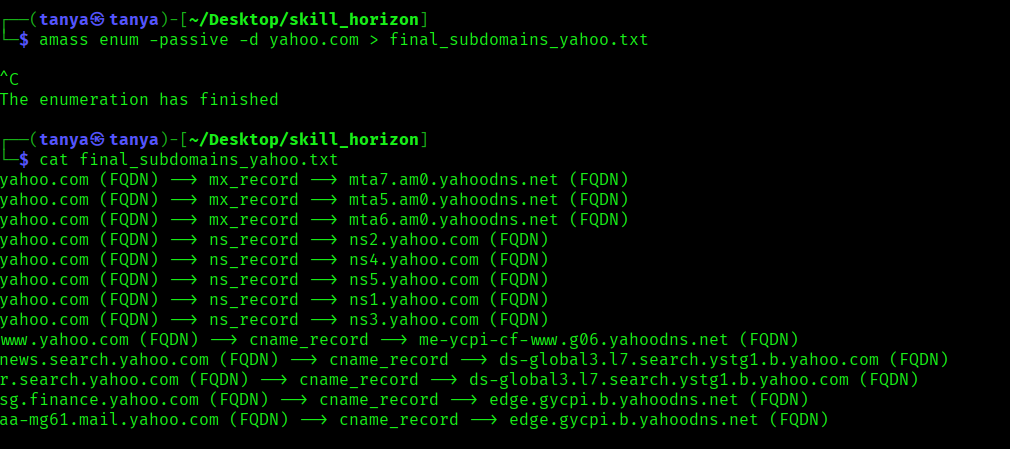 ┌──(tanya㉿tanya)-[~/Desktop/skill_horizon]
└─$ amass enum -passive -d yahoo.com > final_subdomains_yahoo.txt
^C
The enumeration has finished
┌──(tanya㉿tanya)-[~/Desktop/skill_horizon]
└─$ cat final_subdomains_yahoo.txt
yahoo.com (FQDN) --> mx_record --> mta7.am0.yahoodns.net (FQDN)
yahoo.com (FQDN) --> mx_record --> mta5.am0.yahoodns.net (FQDN)
yahoo.com (FQDN) --> mx_record --> mta6.am0.yahoodns.net (FQDN)
yahoo.com (FQDN) --> ns_record --> ns2.yahoo.com (FQDN)
yahoo.com (FQDN) --> ns_record --> ns4.yahoo.com (FQDN)
yahoo.com (FQDN) --> ns_record --> ns5.yahoo.com (FQDN)
yahoo.com (FQDN) --> ns_record --> ns1.yahoo.com (FQDN)
yahoo.com (FQDN) --> ns_record --> ns3.yahoo.com (FQDN)
www.yahoo.com (FQDN) --> cname_record --> me-ycpi-cf-www.g06.yahoodns.net (FQDN)
news.search.yahoo.com (FQDN) --> cname_record --> ds-global3.l7.search.ystg1.b.yahoo.com (FQDN)
r.search.yahoo.com (FQDN) --> cname_record --> ds-global3.l7.search.ystg1.b.yahoo.com (FQDN)
sg.finance.yahoo.com (FQDN) --> cname_record --> edge.gycpi.b.yahoodns.net (FQDN)
aa-mg61.mail.yahoo.com (FQDN) --> cname_record --> edge.gycpi.b.yahoodns.net (FQDN)